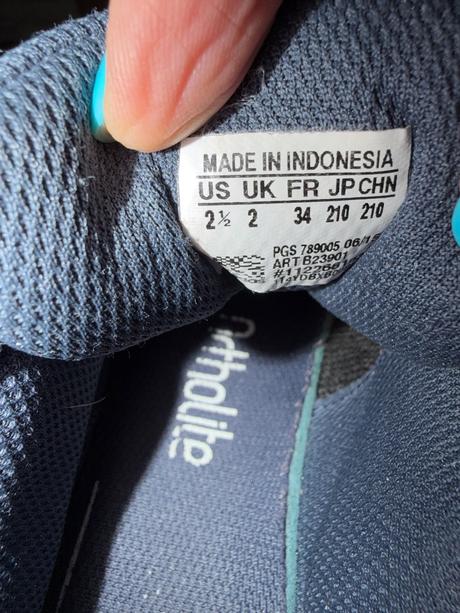 MADE IN INDONESIA
US UK FR JP CHN
2½ 2 34 210 210
PGS 789005
ART B23901
ortholite